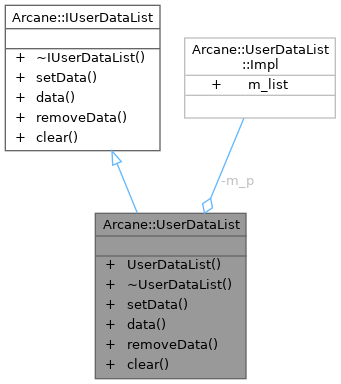 Arcane::IUserDataList
+ ~IUserDataList()
+ setData()
+ data()
+ removeData()
+ clear()
Arcane::UserDataList
::Impl
+ m_list
-m_p
Arcane::UserDataList
+ UserDataList()
+ ~UserDataList()
+ setData()
+ data()
+ removeData()
+ clear()